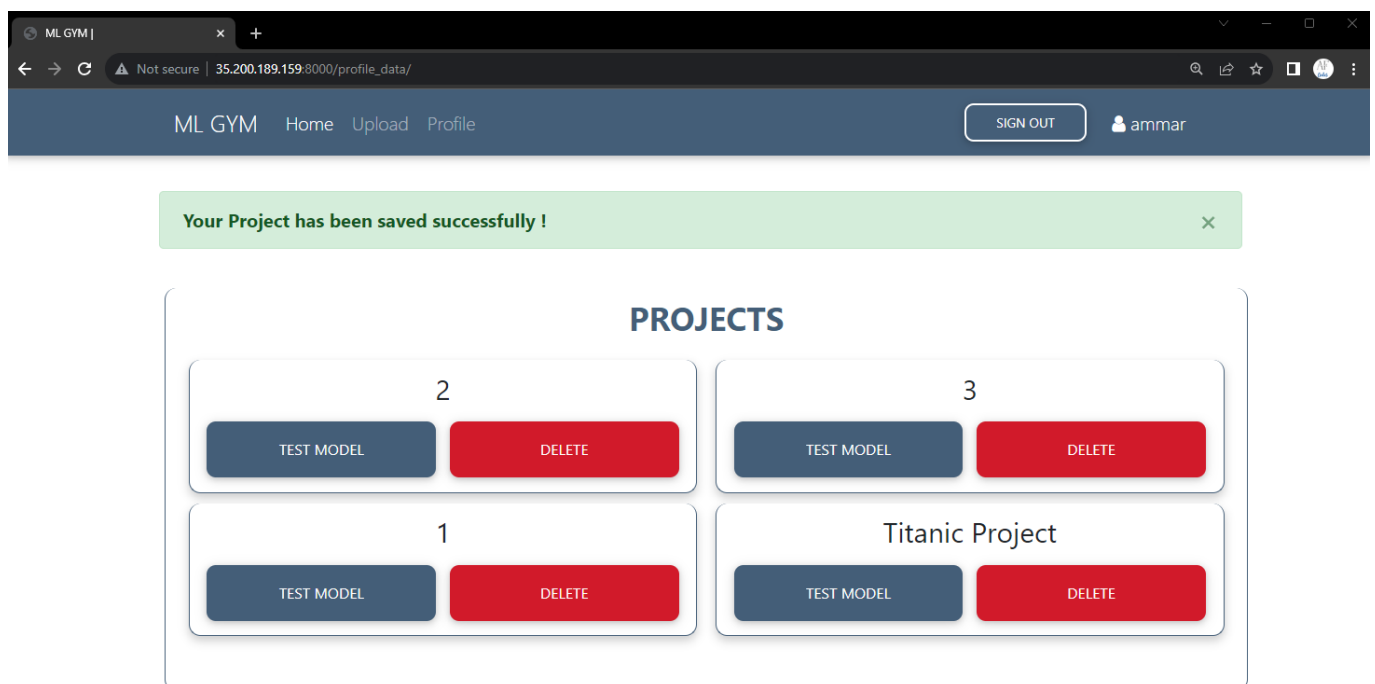 ML GYM |
Not secure | 35.200.189.159:8000/profile_data/
ML GYM Home Upload Profile SIGN OUT ammar
Your Project has been saved successfully ! ×
PROJECTS
2
TEST MODEL DELETE
3
TEST MODEL DELETE
1
TEST MODEL DELETE
Titanic Project
TEST MODEL DELETE